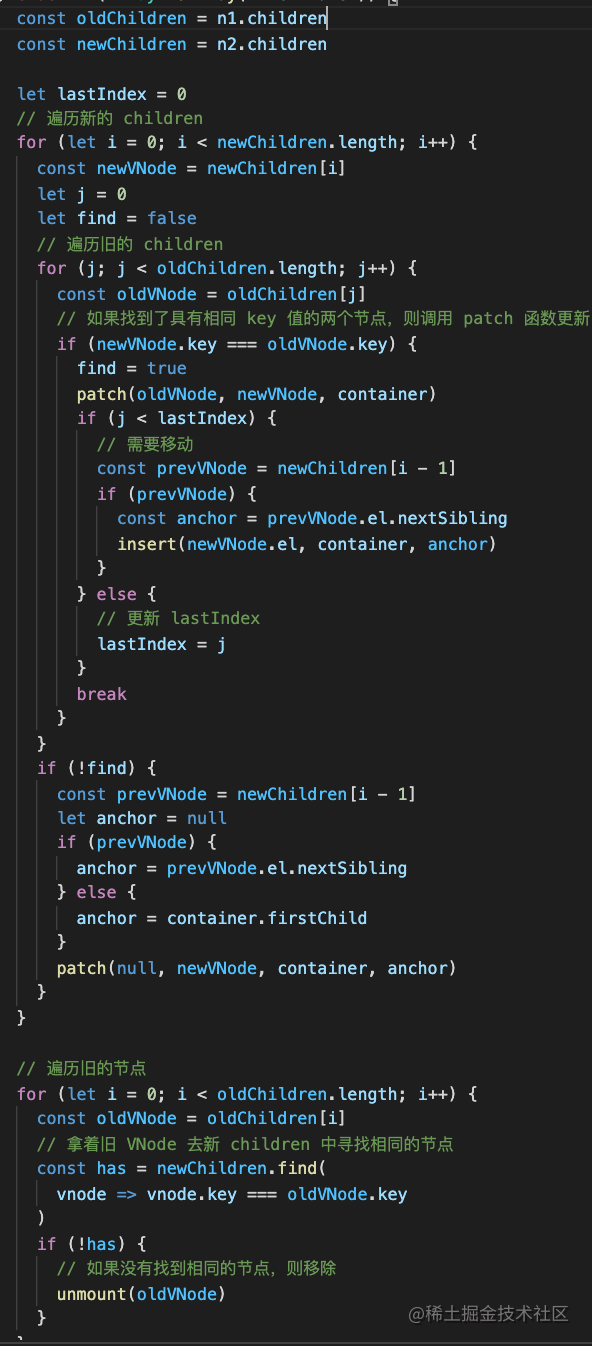 const oldChildren = n1.children
const newChildren = n2.children
let lastIndex = 0
// 遍历新的 children
for (let i = 0; i < newChildren.length; i++) {
const newVNode = newChildren[i]
let j = 0
let find = false
// 遍历旧的 children
for (j; j < oldChildren.length; j++) {
const oldVNode = oldChildren[j]
// 如果找到了具有相同 key 值的两个节点，则调用 patch 函数更新
if (newVNode.key === oldVNode.key) {
find = true
patch(oldVNode, newVNode, container)
if (j < lastIndex) {
// 需要移动
const prevVNode = newChildren[i - 1]
if (prevVNode) {
const anchor = prevVNode.el.nextSibling
insert(newVNode.el, container, anchor)
}
} else {
// 更新 lastIndex
lastIndex = j
}
break
}
}
if (!find) {
const prevVNode = newChildren[i - 1]
let anchor = null
if (prevVNode) {
anchor = prevVNode.el.nextSibling
} else {
anchor = container.firstChild
}
patch(null, newVNode, container, anchor)
}
}
// 遍历旧的节点
for (let i = 0; i < oldChildren.length; i++) {
const oldVNode = oldChildren[i]
// 拿着旧 VNode 去新 children 中寻找相同的节点
const has = newChildren.find(
vnode => vnode.key === oldVNode.key
)
if (!has) {
// 如果没有找到相同的节点，则移除
unmount(oldVNode)
}
@稀土掘金技术社区